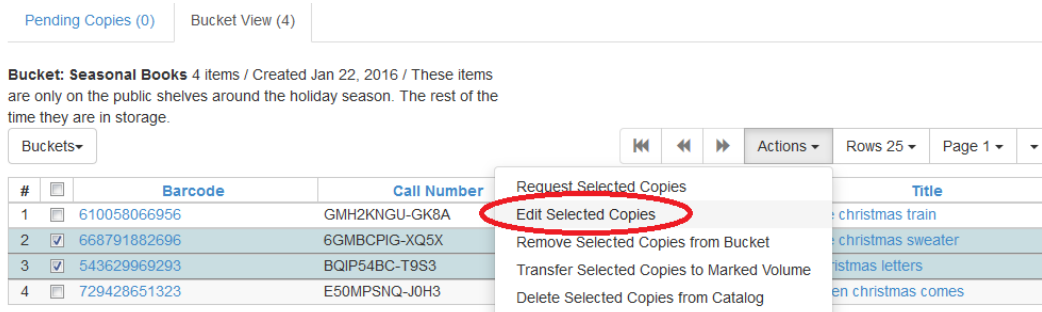 Pending Copies (0) Bucket View (4)
Bucket: Seasonal Books 4 items / Created Jan 22, 2016 / These items
are only on the public shelves around the holiday season. The rest of the
time they are in storage.
Buckets Actions Rows 25 Page 1
# Barcode Call Number Title
Request Selected Copies
1 610058066956 GMH2KNGU-GK8A Edit Selected Copies christmas train
2 668791882696 6GMBCPIG-XQ5X Remove Selected Copies from Bucket christmas sweater
3 543629969293 BQIP54BC-T9S3 Transfer Selected Copies to Marked Volume letters
4 729428651323 E50MPSNQ-J0H3 Delete Selected Copies from Catalog christmas comes